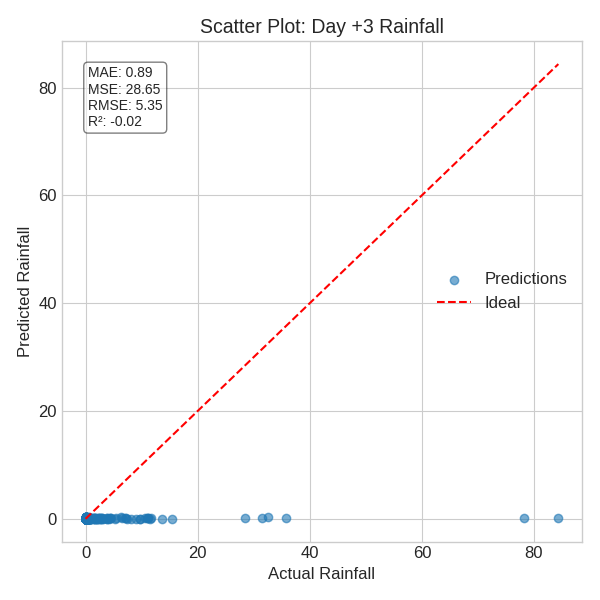 Scatter Plot: Day +3 Rainfall
MAE: 0.89
MSE: 28.65
RMSE: 5.35
R²: -0.02
80
60
40
20
0
Predicted Rainfall
Predictions
Ideal
0 20 40 60 80
Actual Rainfall